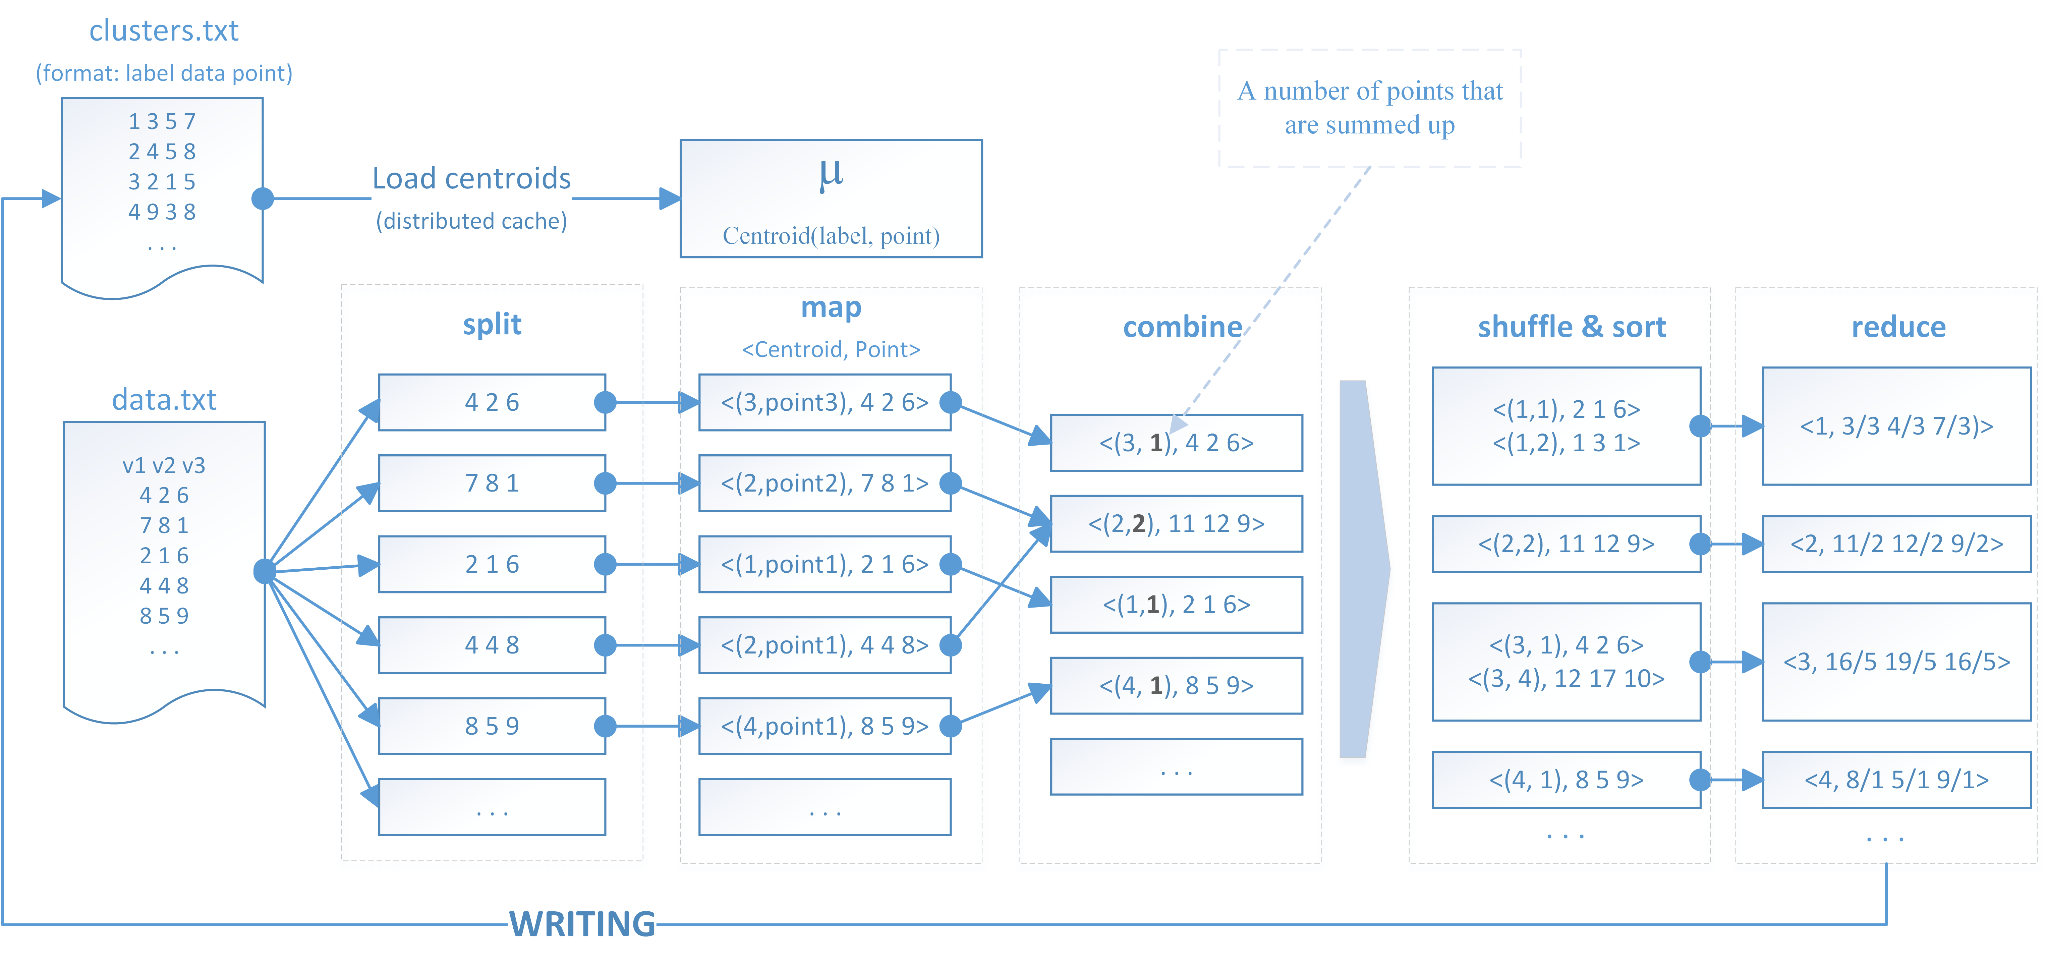 clusters.txt
(format: label data point)
1 3 5 7
2 4 5 8
3 2 1 5
4 9 3 8
. . .
Load centroids
(distributed cache)
μ
Centroid(label, point)
A number of points that
are summed up
data.txt
v1 v2 v3
4 2 6
7 8 1
2 1 6
4 4 8
8 5 9
. . .
split
4 2 6
7 8 1
2 1 6
4 4 8
8 5 9
. . .
map
<Centroid, Point>
<(3,point3), 4 2 6>
<(2,point2), 7 8 1>
<(1,point1), 2 1 6>
<(2,point1), 4 4 8>
<(4,point1), 8 5 9>
. . .
combine
<(3, 1), 4 2 6>
<(2,2), 11 12 9>
<(1,1), 2 1 6>
<(4, 1), 8 5 9>
. . .
shuffle & sort
<(1,1), 2 1 6>
<(1,2), 1 3 1>
<(2,2), 11 12 9>
<(3, 1), 4 2 6>
<(3, 4), 12 17 10>
<(4, 1), 8 5 9>
. . .
reduce
<1, 3/3 4/3 7/3)>
<2, 11/2 12/2 9/2>
<3, 16/5 19/5 16/5>
<4, 8/1 5/1 9/1>
. . .
WRITING